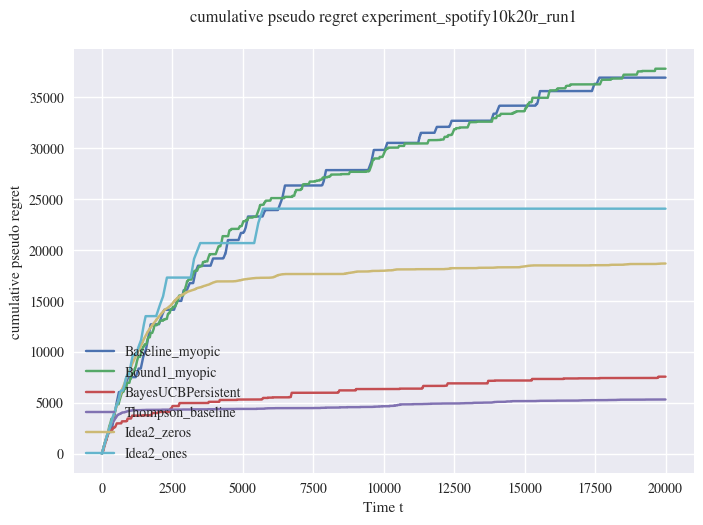 cumulative pseudo regret experiment_spotify10k20r_run1
cumulative pseudo regret
35000
30000
25000
20000
15000
10000
5000
0
Baseline_myopic
Bound1_myopic
BayesUCBPersistent
Thompson_baseline
Idea2_zeros
Idea2_ones
0 2500 5000 7500 10000 12500 15000 17500 20000
Time t